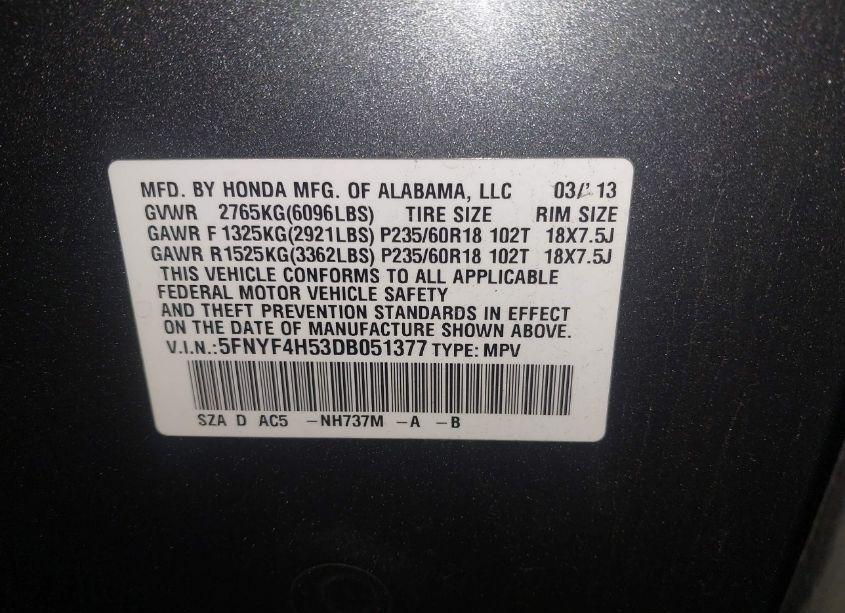 MFD. BY HONDA MFG. OF ALABAMA, LLC 03/13
GVWR 2765KG(6096LBS) TIRE SIZE RIM SIZE
GAWR F 1325KG(2921LBS) P235/60R18 102T 18X7.5J
GAWR R 1525KG(3362LBS) P235/60R18 102T 18X7.5J
THIS VEHICLE CONFORMS TO ALL APPLICABLE
FEDERAL MOTOR VEHICLE SAFETY
AND THEFT PREVENTION STANDARDS IN EFFECT
ON THE DATE OF MANUFACTURE SHOWN ABOVE.
V.I.N.:5FNYF4H53DB051377 TYPE: MPV
SZA D AC5 -NH737M -A -B